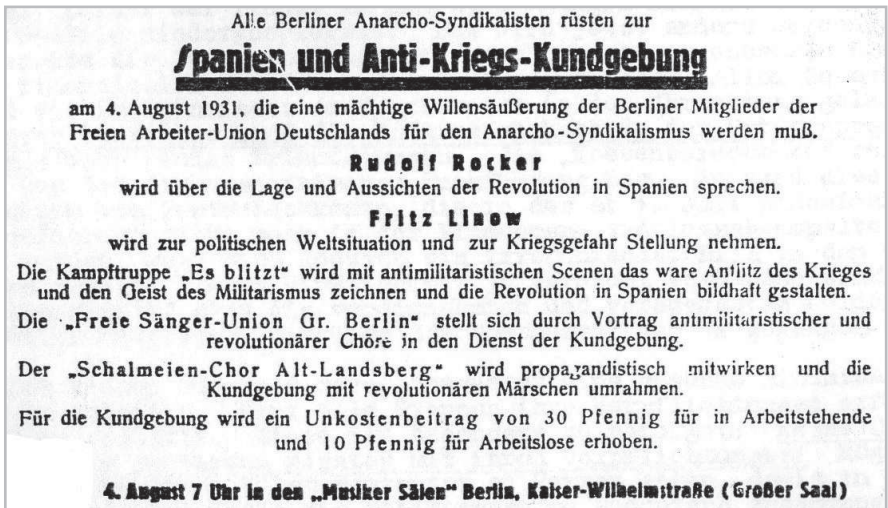 Alle Berliner Anarcho-Syndikalisten rüsten zur
Spanien und Anti-Kriegs-Kundgebung
am 4. August 1931, die eine mächtige Willensäußerung der Berliner Mitglieder der
Freien Arbeiter-Union Deutschlands für den Anarcho-Syndikalismus werden muß.
Rudolf Rocker
wird über die Lage und Aussichten der Revolution in Spanien sprechen.
Fritz Linow
wird zur politischen Weltsituation und zur Kriegsgefahr Stellung nehmen.
Die Kampftruppe „Es blitzt“ wird mit antimilitaristischen Scenen das ware Antlitz des Krieges
und den Geist des Militarismus zeichnen und die Revolution in Spanien bildhaft gestalten.
Die „Freie Sänger-Union Gr. Berlin“ stellt sich durch Vortrag antimilitaristischer und
revolutionärer Chöre in den Dienst der Kundgebung.
Der „Schalmeien-Chor Alt-Landsberg“ wird propagandistisch mitwirken und die
Kundgebung mit revolutionären Märschen umrahmen.
Für die Kundgebung wird ein Unkostenbeitrag von 30 Pfennig für in Arbeitstehende
und 10 Pfennig für Arbeitslose erhoben.
4. August 7 Uhr in den „Musiker Sälen“ Berlin, Kaiser-Wilhelmstraße (Großer Saal)